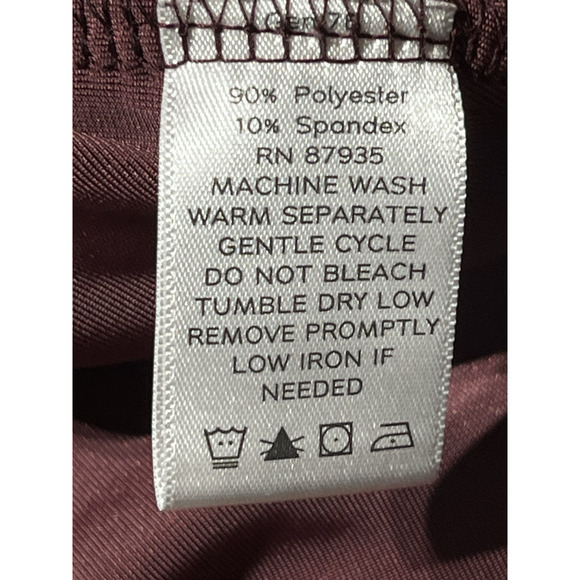 90% Polyester
10% Spandex
RN 87935
MACHINE WASH
WARM SEPARATELY
GENTLE CYCLE
DO NOT BLEACH
TUMBLE DRY LOW
REMOVE PROMPTLY
LOW IRON IF
NEEDED